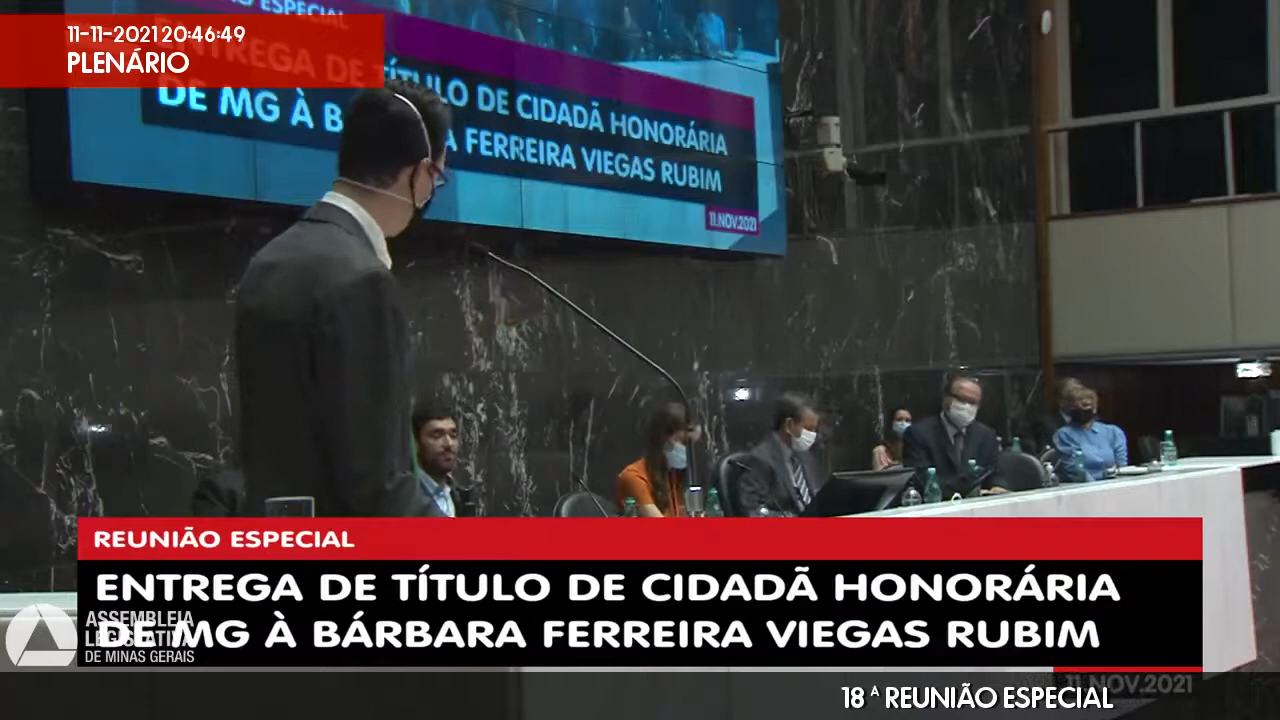 11-11-2021 20:46:49
PLENÁRIO
ESPECIAL
ENTREGA DE TÍTULO DE CIDADÃ HONORÁRIA
DE MG À B A FERREIRA VIEGAS RUBIM
11.NOV.2021
REUNIÃO ESPECIAL
ENTREGA DE TÍTULO DE CIDADÃ HONORÁRIA
DE MG À BÁRBARA FERREIRA VIEGAS RUBIM
ASSEMBLEIA
LEGISLATIVA
DE MINAS GERAIS
11.NOV.2021
18ª REUNIÃO ESPECIAL